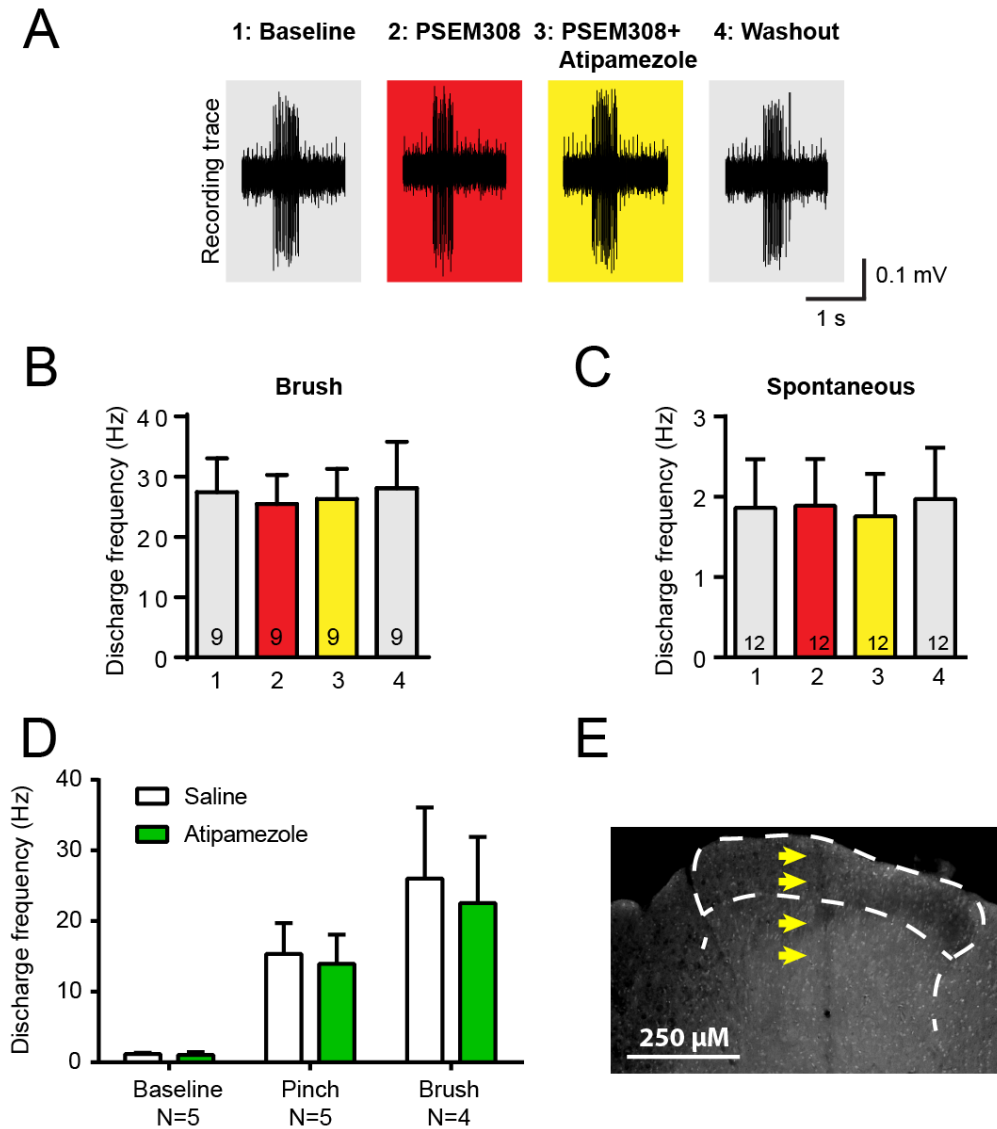 A
1: Baseline
2: PSEM308
3: PSEM308+
Atipamezole
4: Washout
Recording trace
0.1 mV
1 s
B
Brush
Discharge frequency (Hz)
40
30
20
10
0
9
9
9
9
1
2
3
4
C
Spontaneous
Discharge frequency (Hz)
3
2
1
0
12
12
12
12
1
2
3
4
D
Discharge frequency (Hz)
40
30
20
10
0
Saline
Atipamezole
Baseline
N=5
Pinch
N=5
Brush
N=4
E
250 µM